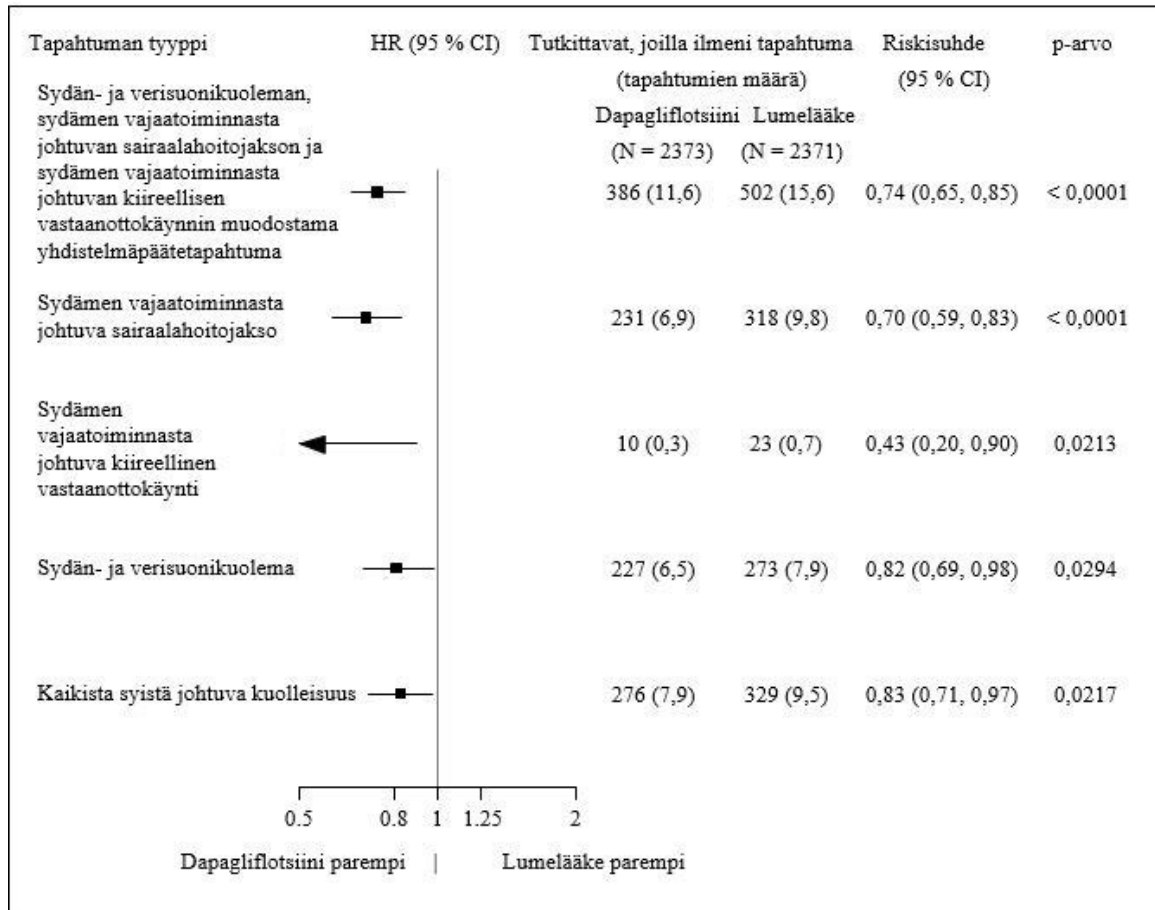 Tapahtuman tyyppi HR (95 % CI) Tutkittavat, joilla ilmeni tapahtuma Riskisuhde p-arvo
(tapahtumien määrä) (95 % CI)
Dapagliflotsiini Lumelääke
(N = 2373) (N = 2371)
Sydän- ja verisuonikuoleman,
sydämen vajaatoiminnasta
johtuvan sairaalahoitojakson ja
sydämen vajaatoiminnasta
johtuvan kiireellisen
vastaanottokäynnin muodostama
yhdistelmäpäätetapahtuma
386 (11,6) 502 (15,6) 0,74 (0,65, 0,85) < 0,0001
Sydämen vajaatoiminnasta
johtuva sairaalahoitojakso
231 (6,9) 318 (9,8) 0,70 (0,59, 0,83) < 0,0001
Sydämen
vajaatoiminnasta
johtuva kiireellinen
vastaanottokäynti
10 (0,3) 23 (0,7) 0,43 (0,20, 0,90) 0,0213
Sydän- ja verisuonikuolema 227 (6,5) 273 (7,9) 0,82 (0,69, 0,98) 0,0294
Kaikista syistä johtuva kuolleisuus 276 (7,9) 329 (9,5) 0,83 (0,71, 0,97) 0,0217
0.5 0.8 1 1.25 2
Dapagliflotsiini parempi | Lumelääke parempi